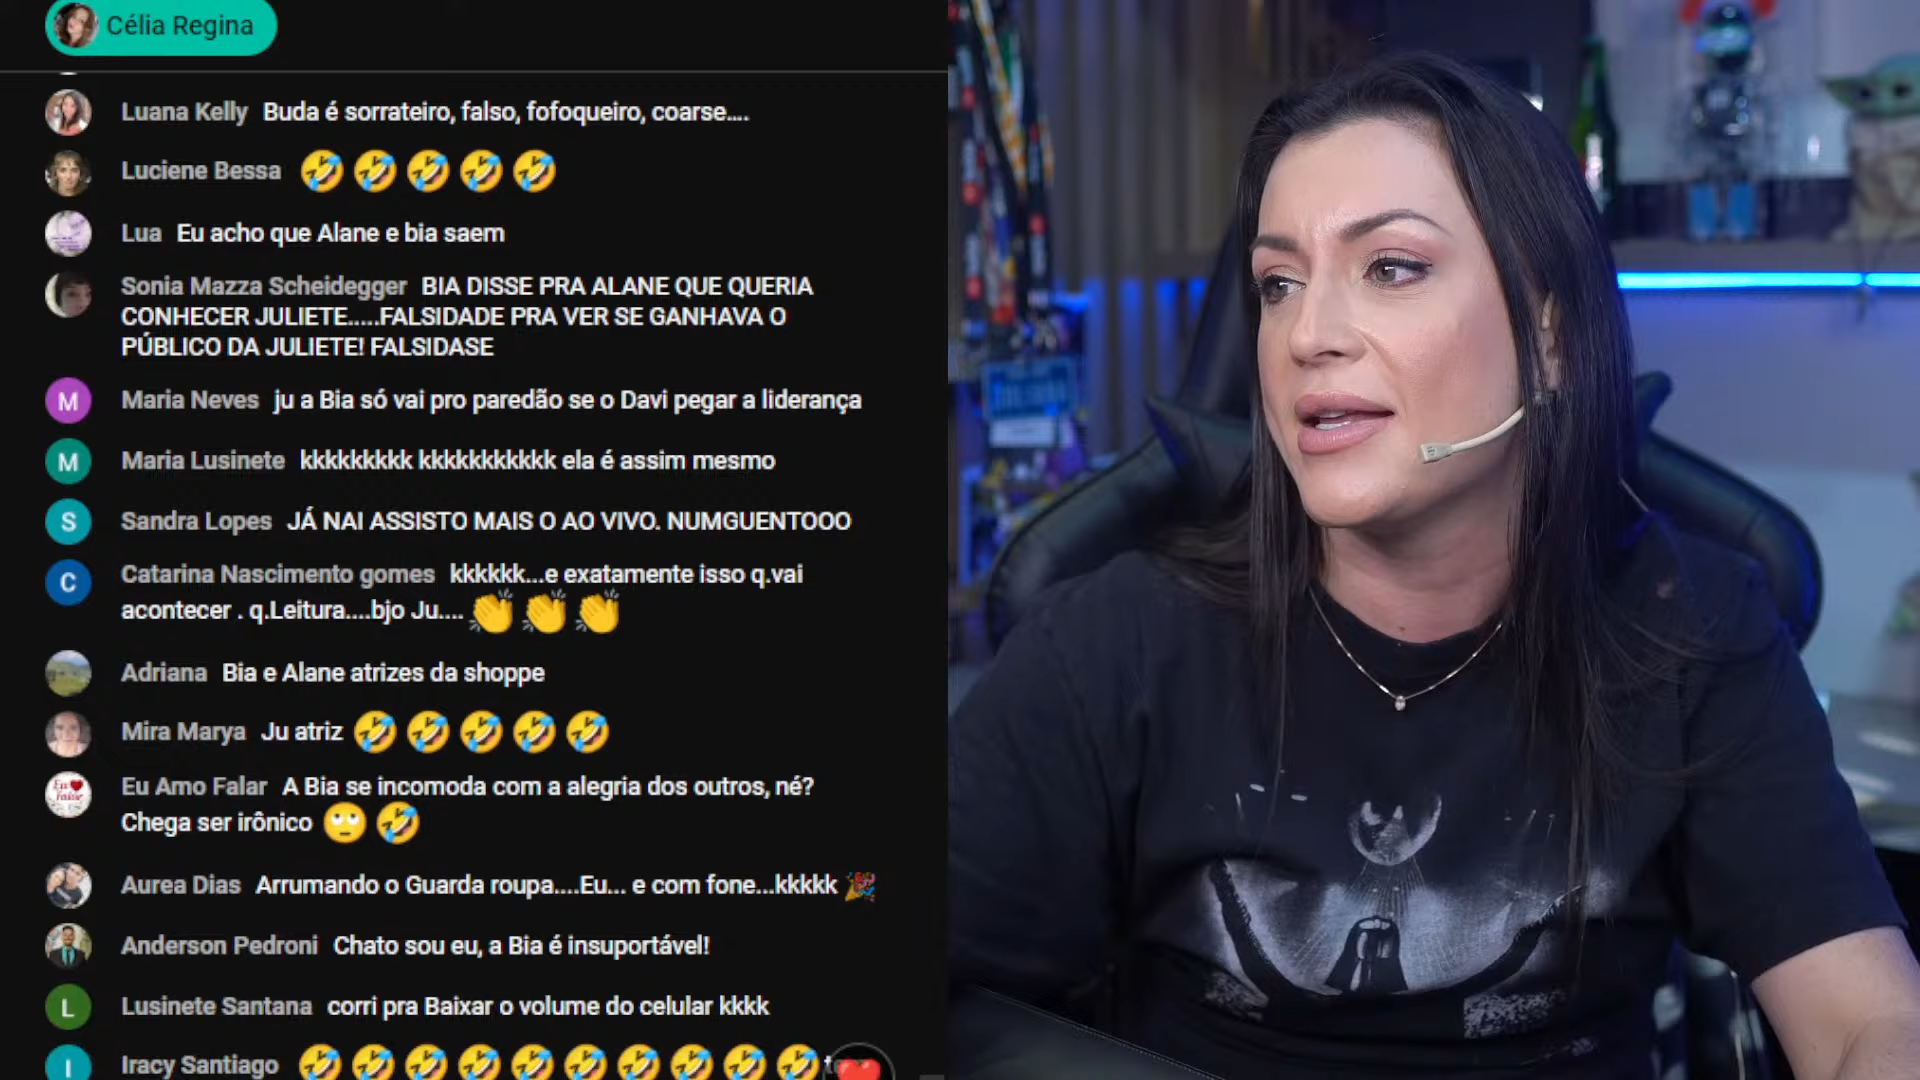 Célia Regina
Luana Kelly Buda é sorrateiro, falso, fofoqueiro, coarse....
Luciene Bessa 🤣🤣🤣🤣🤣
Lua Eu acho que Alane e bia saem
Sonia Mazza Scheidegger BIA DISSE PRA ALANE QUE QUERIA
CONHECER JULIETE.....FALSIDADE PRA VER SE GANHAVA O
PÚBLICO DA JULIETE! FALSIDASE
M Maria Neves ju a Bia só vai pro paredão se o Davi pegar a liderança
M Maria Lusinete kkkkkkkkk kkkkkkkkkkk ela é assim mesmo
S Sandra Lopes JÁ NAI ASSISTO MAIS O AO VIVO. NUMGUENTOOO
C Catarina Nascimento gomes kkkkkk...e exatamente isso q.vai
acontecer . q.Leitura....bjo Ju.... 👏👏👏
Adriana Bia e Alane atrizes da shoppe
Mira Marya Ju atriz 🤣🤣🤣🤣🤣
Eu Amo Falar A Bia se incomoda com a alegria dos outros, né?
Chega ser irônico 🙄🤣
Aurea Dias Arrumando o Guarda roupa....Eu... e com fone...kkkkk 🎉
Anderson Pedroni Chato sou eu, a Bia é insuportável!
L Lusinete Santana corri pra Baixar o volume do celular kkkk
I Iracy Santiago 🤣🤣🤣🤣🤣🤣🤣🤣🤣🤣